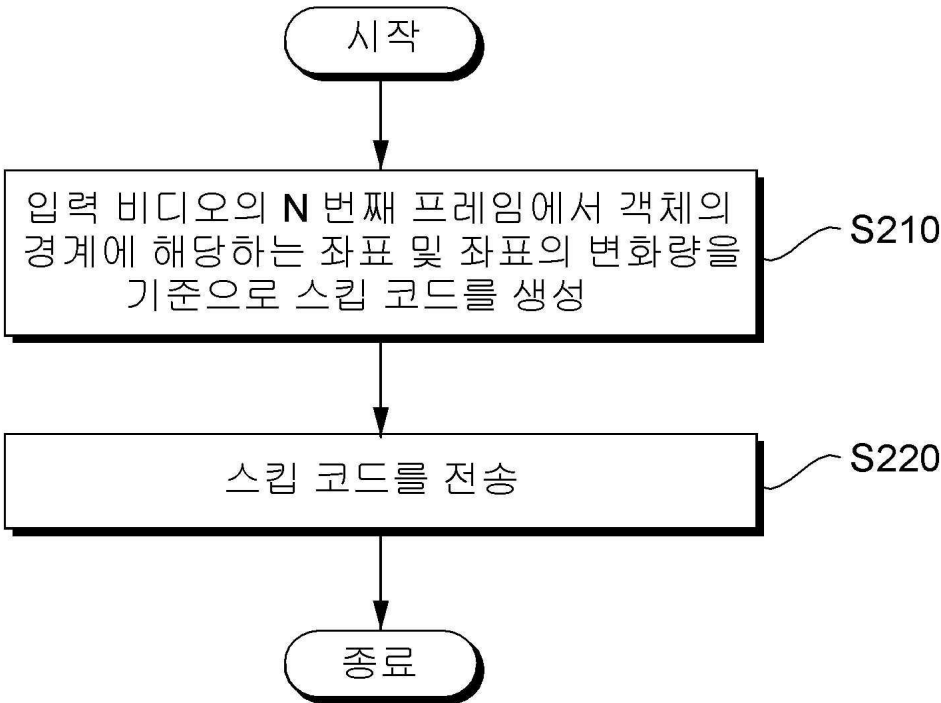 시작
입력 비디오의 N 번째 프레임에서 객체의
경계에 해당하는 좌표 및 좌표의 변화량을
기준으로 스킵 코드를 생성
S210
스킵 코드를 전송
S220
종료